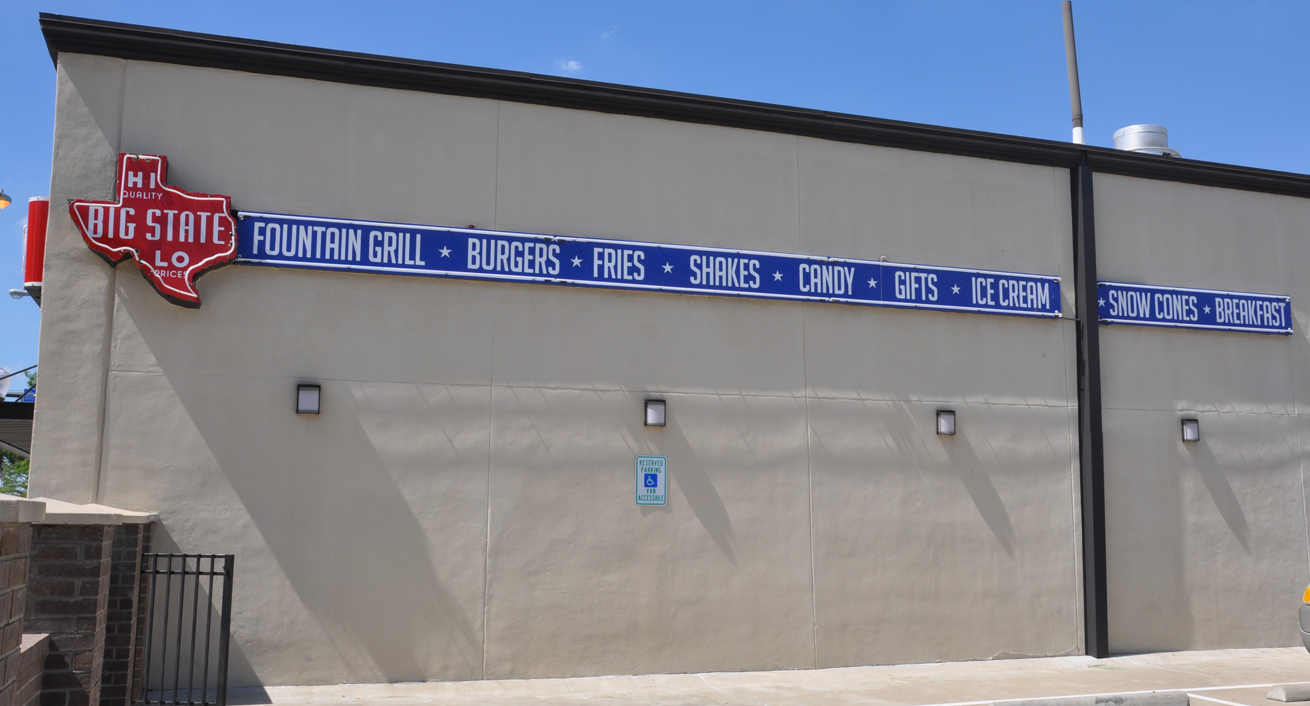 HI
QUALITY
BIG STATE
LO
PRICES
FOUNTAIN GRILL ★ BURGERS ★ FRIES ★ SHAKES ★ CANDY ★ GIFTS ★ ICE CREAM
★ SNOW CONES ★ BREAKFAST
RESERVED
PARKING
VAN
ACCESSIBLE